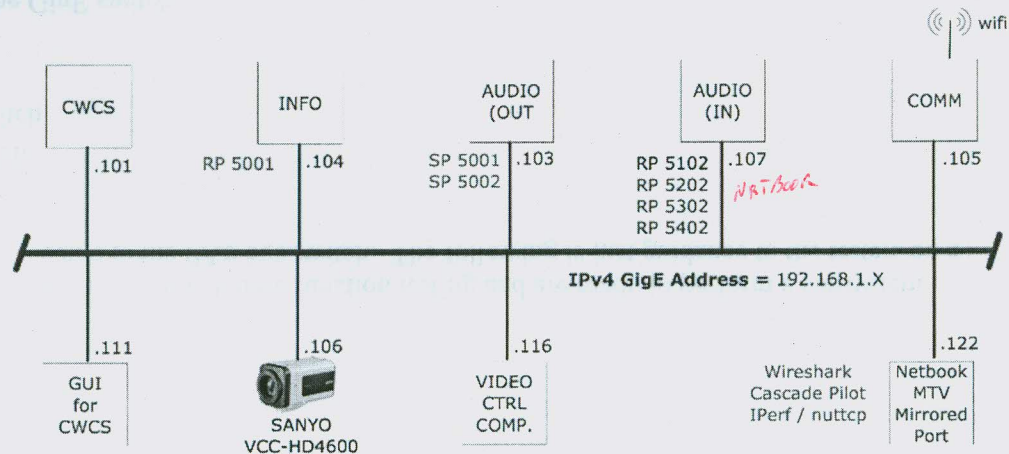 wifi
CWCS
INFO
AUDIO
(OUT
AUDIO
(IN)
COMM
.101
RP 5001
.104
SP 5001
SP 5002
.103
RP 5102
RP 5202
RP 5302
RP 5402
.107
NETBOOK
.105
IPv4 GigE Address = 192.168.1.X
.111
GUI
for
CWCS
.106
SANYO
VCC-HD4600
.116
VIDEO
CTRL
COMP.
Wireshark
Cascade Pilot
IPerf / nuttcp
.122
Netbook
MTV
Mirrored
Port